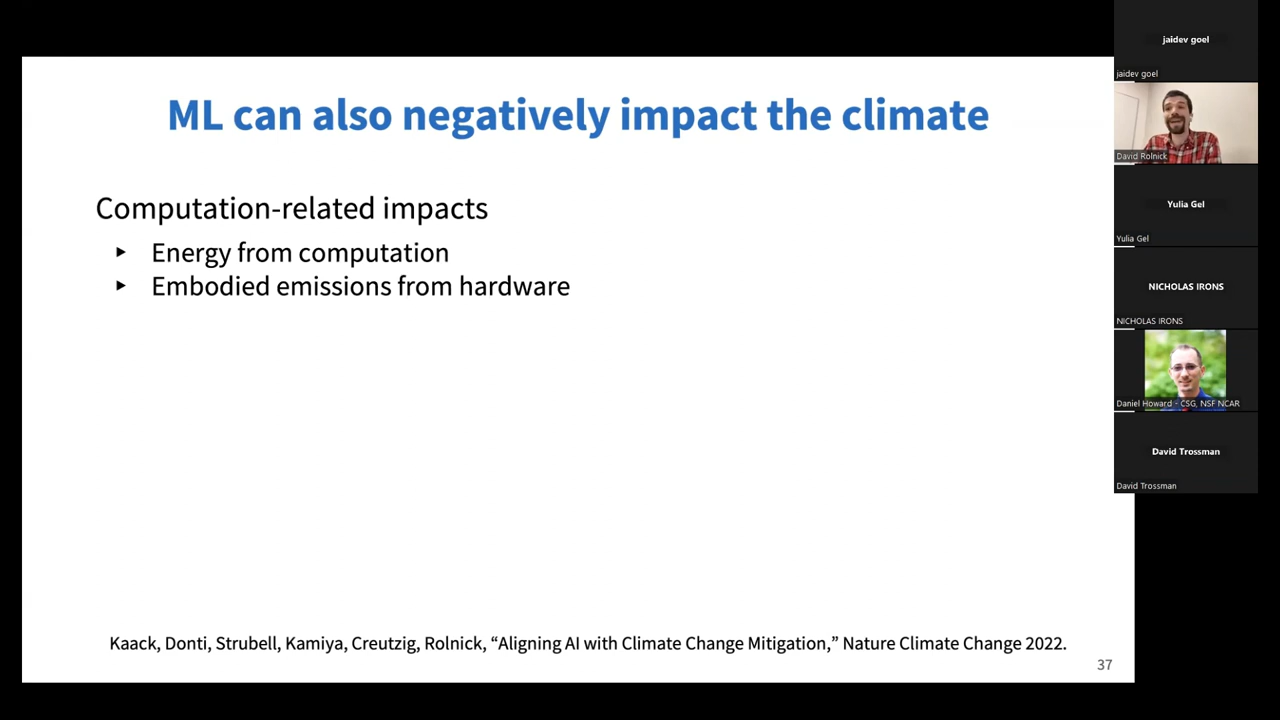 ML can also negatively impact the climate
Computation-related impacts
Energy from computation
Embodied emissions from hardware
Kaack, Donti, Strubell, Kamiya, Creutzig, Rolnick, “Aligning AI with Climate Change Mitigation,” Nature Climate Change 2022.
37
jaidev goel
jaidev goel
David Rolnick
Yulia Gel
Yulia Gel
NICHOLAS IRONS
NICHOLAS IRONS
Daniel Howard - CSG, NSF NCAR
David Trossman
David Trossman